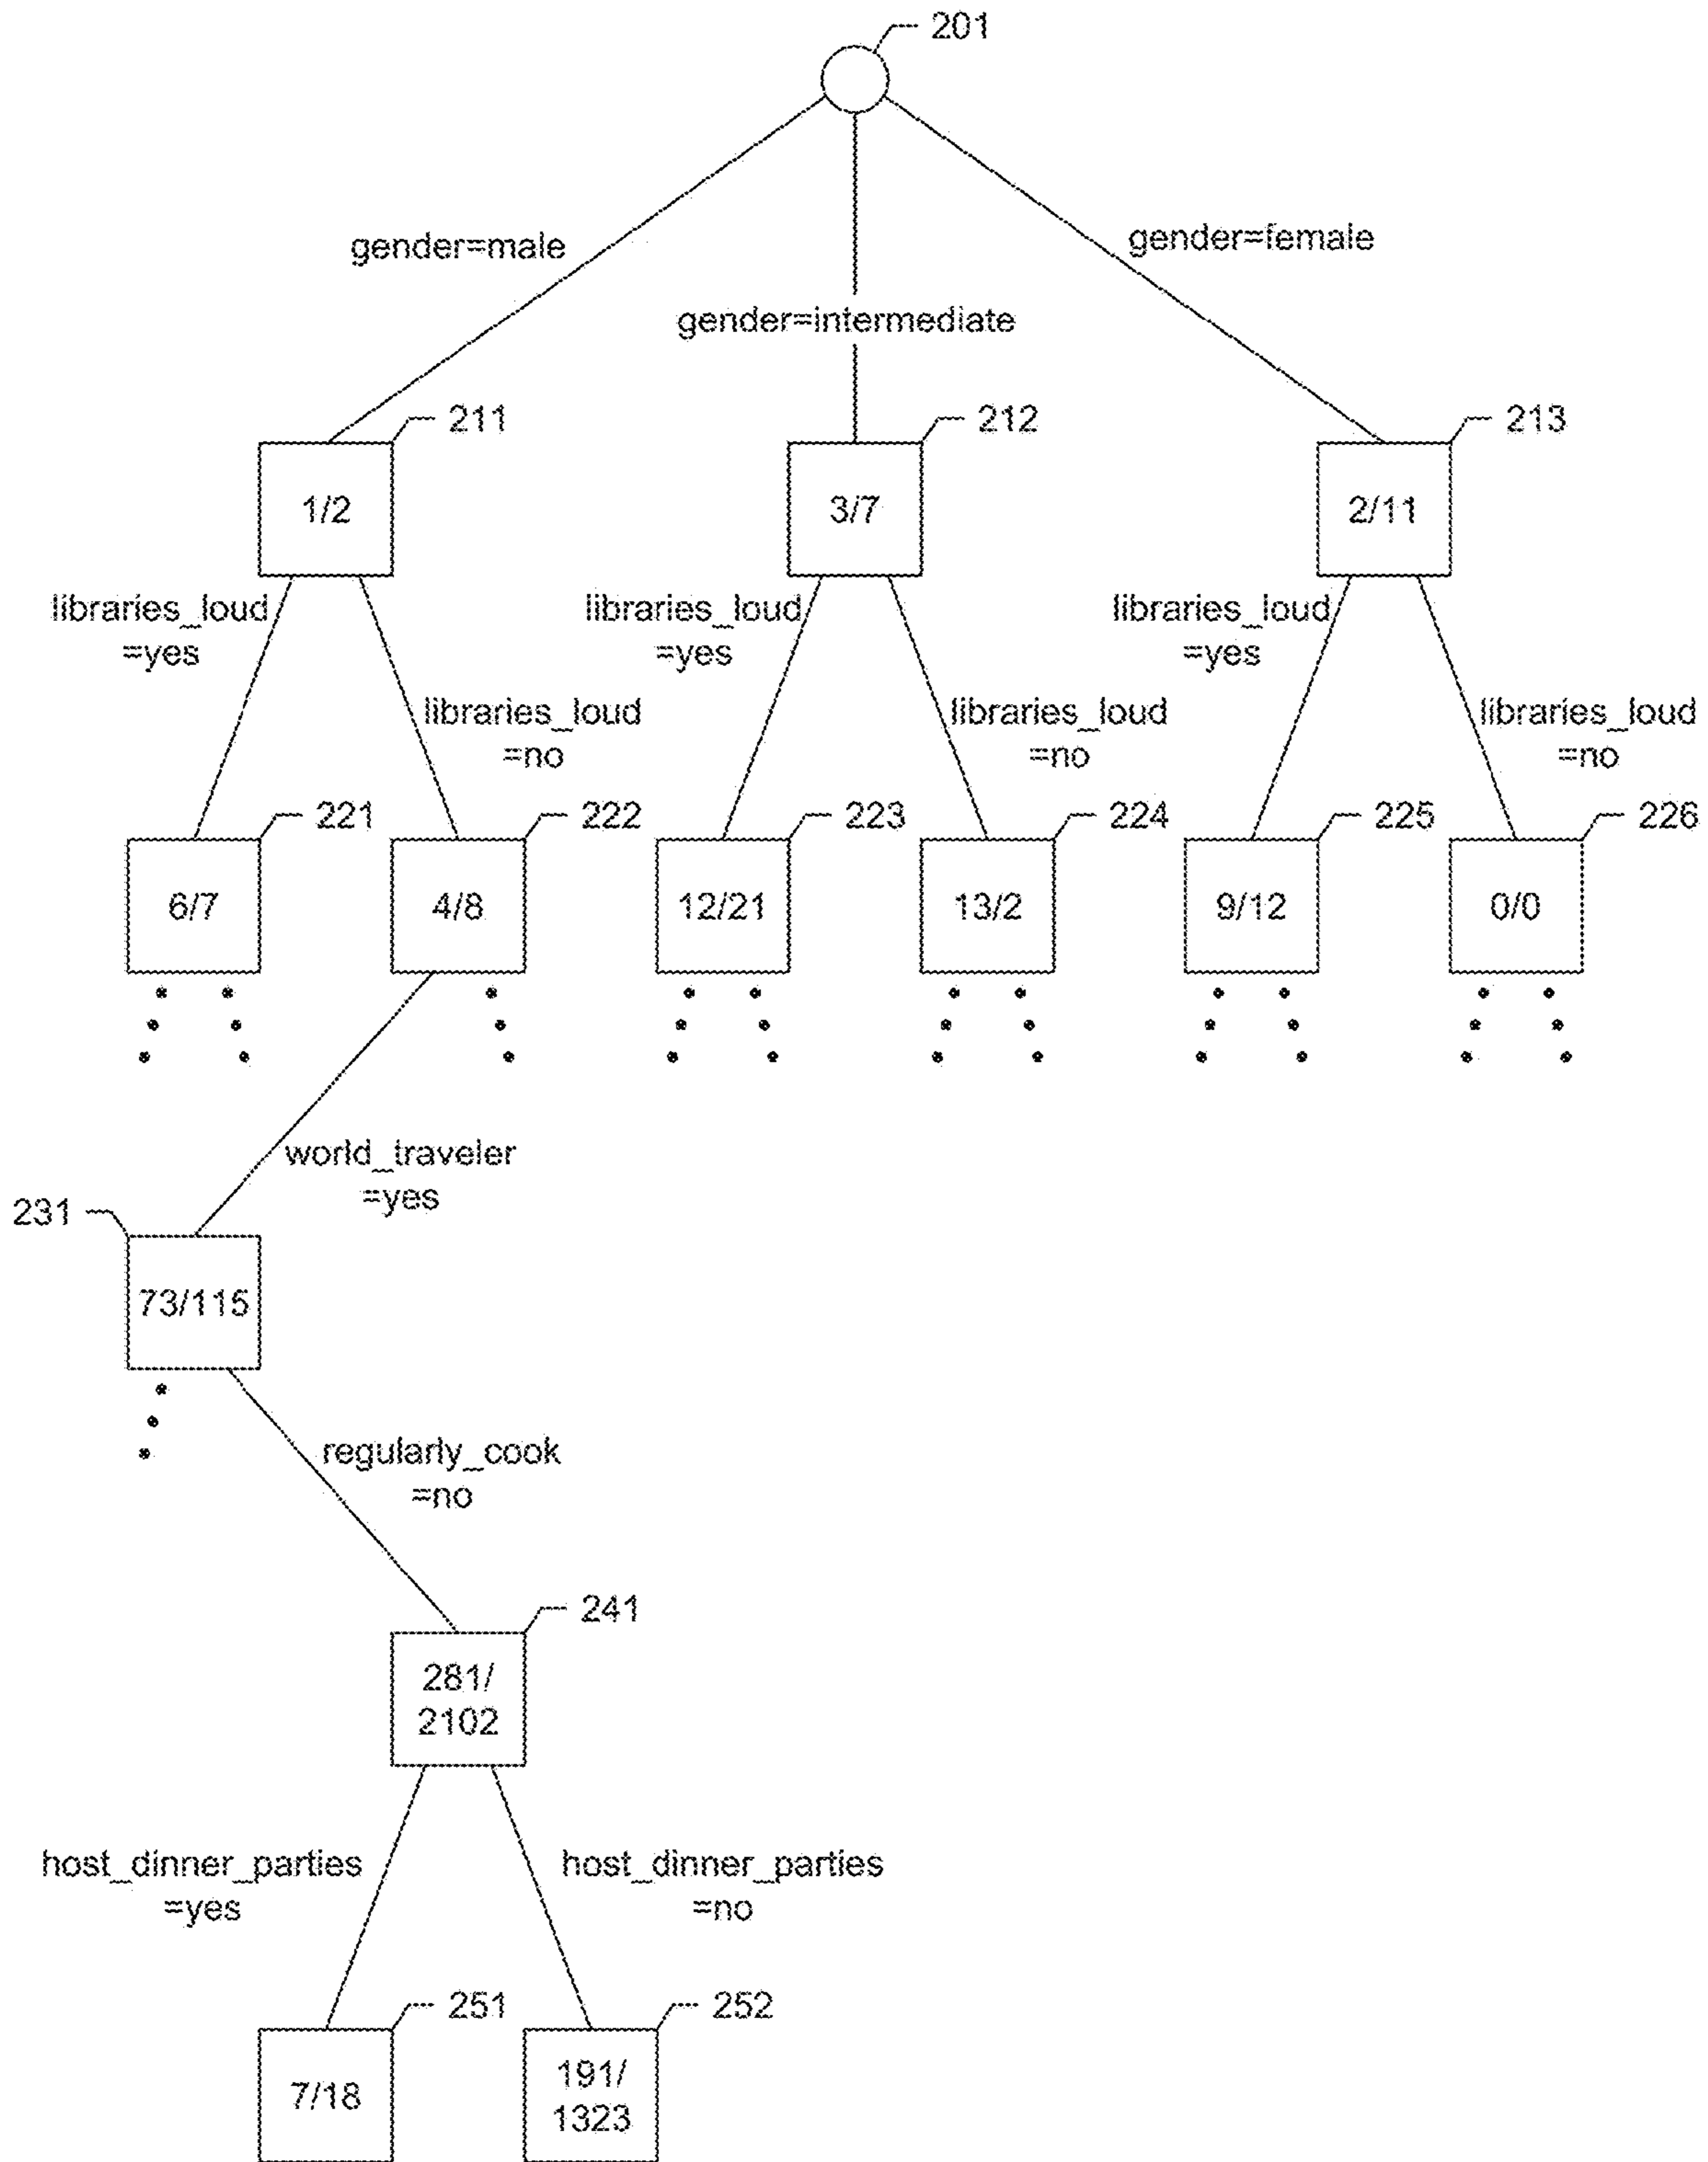 201
gender=male
gender=female
gender=intermediate
211
212
213
1/2
3/7
2/11
libraries_loud
=yes
libraries_loud
=yes
libraries_loud
=yes
libraries_loud
=no
libraries_loud
=no
libraries_loud
=no
221
222
223
224
225
226
6/7
4/8
12/21
13/2
9/12
0/0
world_traveler
=yes
231
73/115
regularly_cook
=no
241
281/
2102
host_dinner_parties
=yes
host_dinner_parties
=no
251
252
7/18
191/
1323